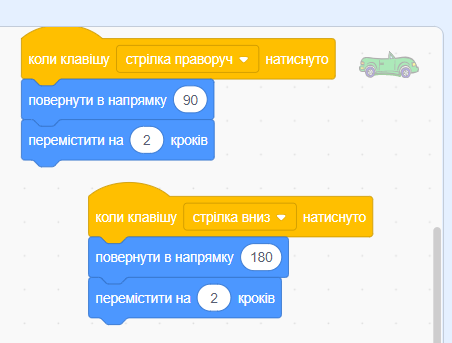 коли клавішу стрілка праворуч натиснуто
повернути в напрямку 90
перемістити на 2 кроків
коли клавішу стрілка вниз натиснуто
повернути в напрямку 180
перемістити на 2 кроків